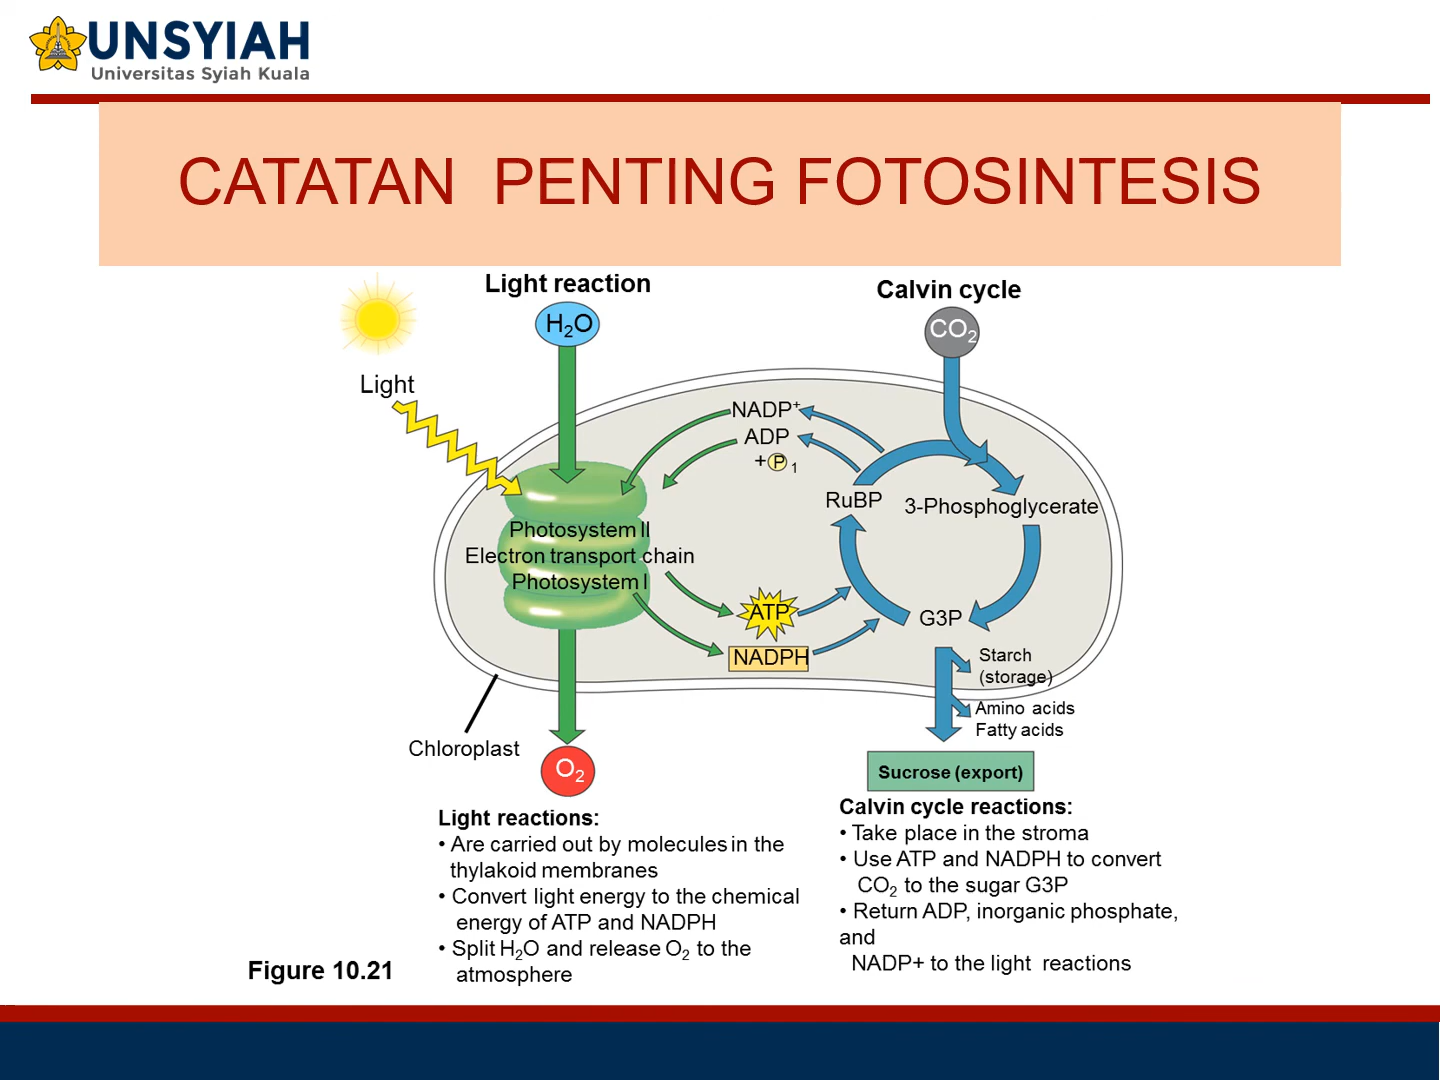 UNSYIAH
Universitas Syiah Kuala
CATATAN PENTING FOTOSINTESIS
Light reaction
Calvin cycle
H2O
CO2
Light
NADP+
ADP
+ P 1
RuBP
3-Phosphoglycerate
Photosystem II
Electron transport chain
Photosystem I
ATP
NADPH
G3P
Starch
(storage)
Amino acids
Fatty acids
Chloroplast
O2
Sucrose (export)
Light reactions:
• Are carried out by molecules in the
thylakoid membranes
• Convert light energy to the chemical
energy of ATP and NADPH
• Split H2O and release O2 to the
atmosphere
Calvin cycle reactions:
• Take place in the stroma
• Use ATP and NADPH to convert
CO2 to the sugar G3P
• Return ADP, inorganic phosphate,
and
NADP+ to the light reactions
Figure 10.21